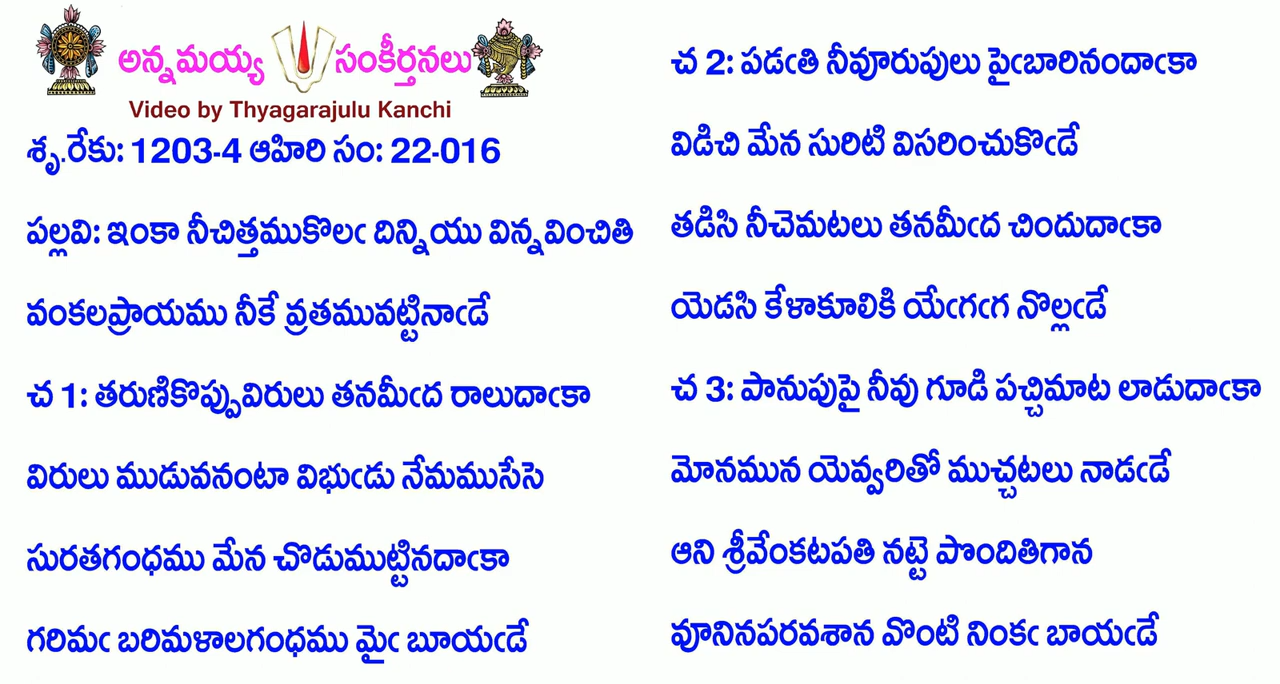 అన్నమయ్య సంకీర్తనలు
Video by Thyagarajulu Kanchi
శృ.రేకు: 1203-4 ఆహిరి సం: 22-016
పల్లవి: ఇంకా నీచిత్తముకొలఁ దిన్నియు విన్నవించితి
వంకలప్రాయము నీకే వ్రతమువట్టినాఁడే
చ 1: తరుణికొప్పువిరులు తనమీఁద రాలుదాఁకా
విరులు ముడువనంటా విభుఁడు నేమముసేసె
సురతగంధము మేన చొడుముట్టినదాఁకా
గరిమఁ బరిమళాలగంధము మైఁ బూయఁడే
చ 2: పడఁతి నీవూరుపులు పైఁబారినందాఁకా
విడిచి మేన సురిటి విసరించుకొఁడే
తడిసి నీచెమటలు తనమీఁద చిందుదాఁకా
యెడసి కేళాకూలికి యేఁగఁగ నొల్లఁడే
చ 3: పానుపుపై నీవు గూడి పచ్చిమాట లాడుదాఁకా
మోనమున యెవ్వరితో ముచ్చటలు నాడఁడే
ఆని శ్రీవేంకటపతి నట్టె పొందితిగాన
వూనినపరవశాన వొంటి నింకఁ బాయఁడే